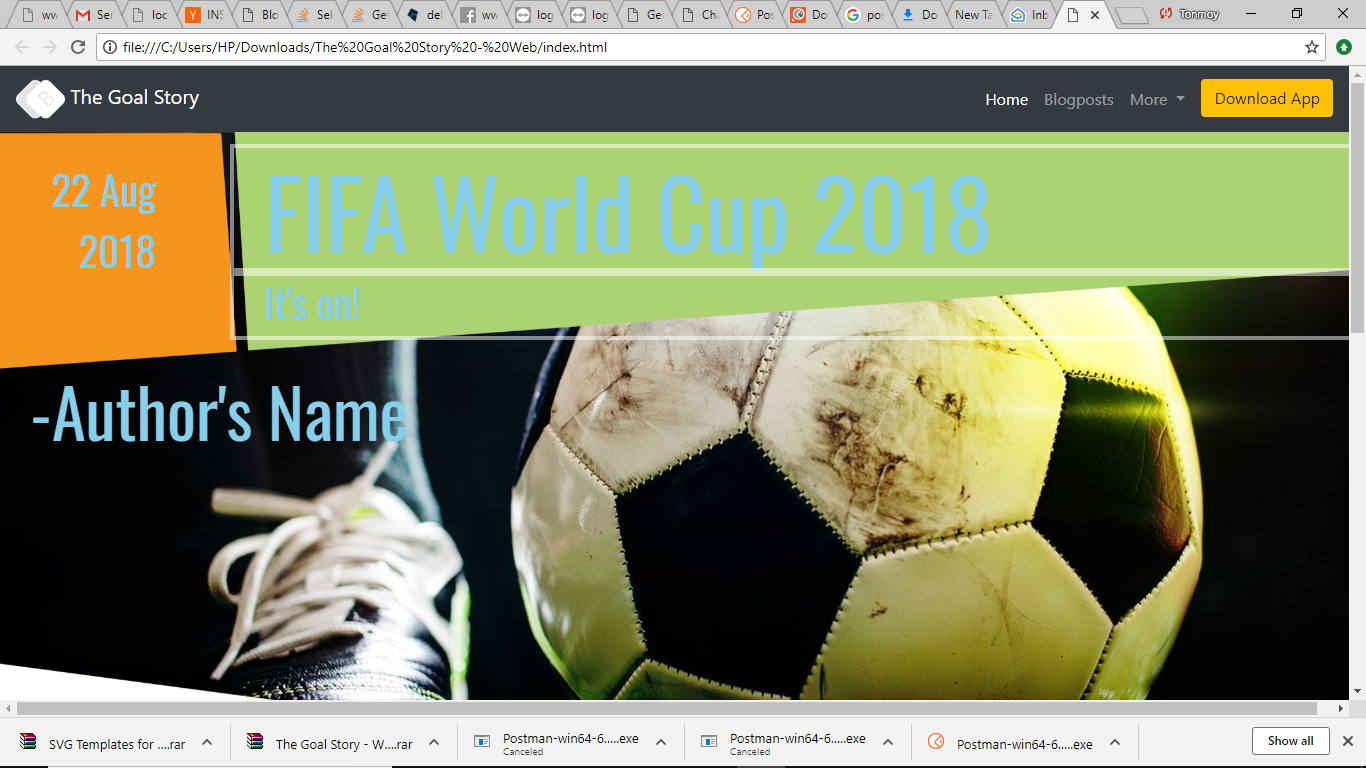 ww
Ser
loc
INS
Blo
Sel
Ge
del
ww
log
log
Get
Ch
Pos
Do
pos
Do
New Ta
Inb
Tonmoy
file:///C:/Users/HP/Downloads/The%20Goal%20Story%20-%20Web/index.html
The Goal Story
Home Blogposts More Download App
22 Aug
2018
FIFA World Cup 2018
It's on!
-Author's Name
SVG Templates for ....rar
The Goal Story - W....rar
Postman-win64-6.....exe
Canceled
Postman-win64-6.....exe
Canceled
Postman-win64-6.....exe
Show all